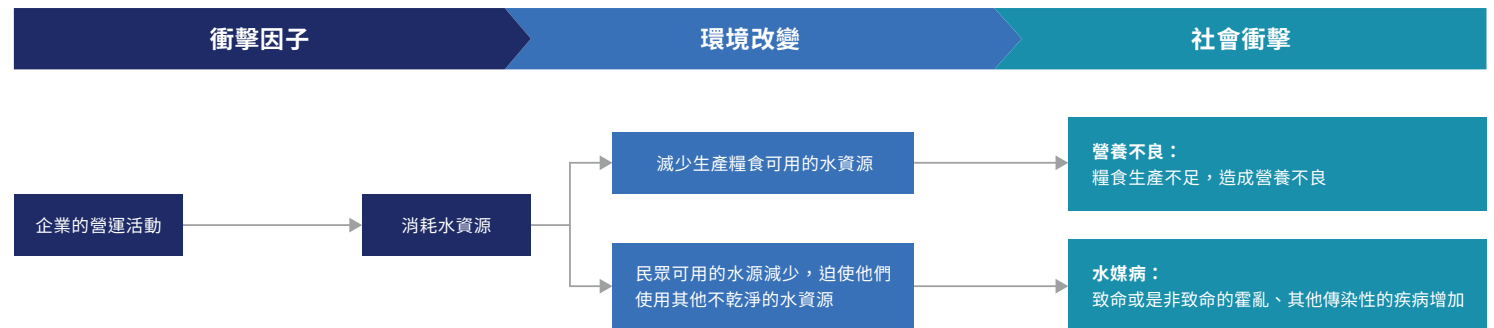 衝擊因子
環境改變
社會衝擊
企業的營運活動
消耗水資源
減少生產糧食可用的水資源
營養不良：
糧食生產不足，造成營養不良
民眾可用的水源減少，迫使他們
使用其他不乾淨的水資源
水媒病：
致命或是非致命的霍亂、其他傳染性的疾病增加